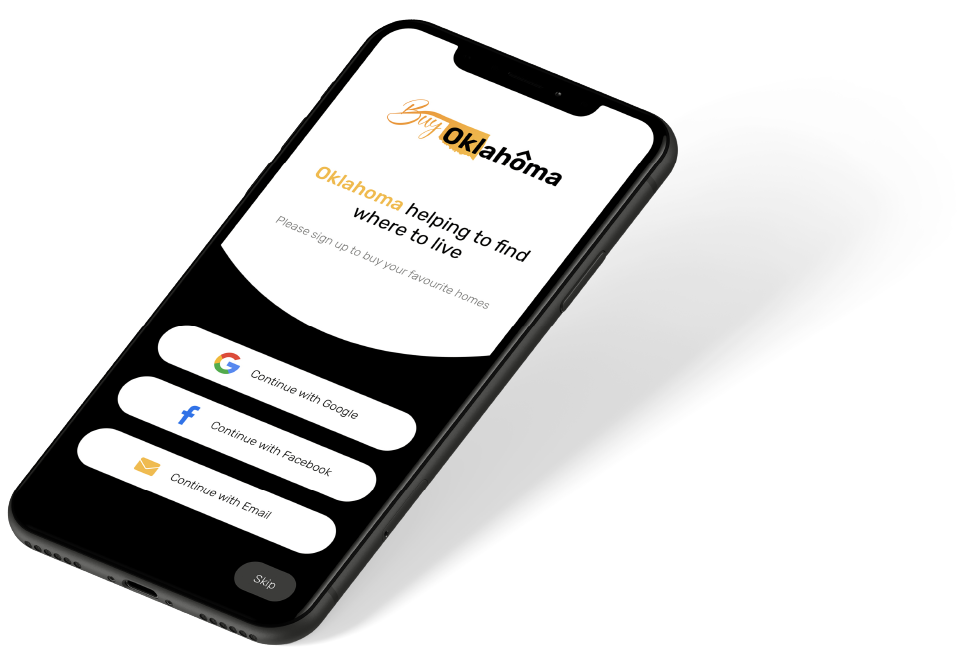 Buy Oklahoma
Oklahoma helping to find
where to live
Please sign up to buy your favourite homes
Continue with Google
Continue with Facebook
Continue with Email
Skip